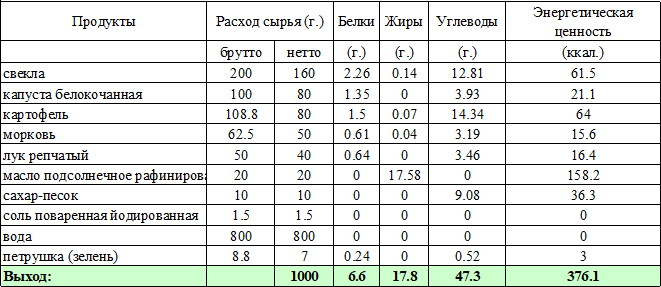 Продукты Расход сырья (г.) Белки Жиры Углеводы Энергетическая ценность
брутто нетто (г.) (г.) (г.) (ккал.)
свекла 200 160 2.26 0.14 12.81 61.5
капуста белокочанная 100 80 1.35 0 3.93 21.1
картофель 108.8 80 1.5 0.07 14.34 64
морковь 62.5 50 0.61 0.04 3.19 15.6
лук репчатый 50 40 0.64 0 3.46 16.4
масло подсолнечное рафинирова 20 20 0 17.58 0 158.2
сахар-песок 10 10 0 0 9.08 36.3
соль поваренная йодированная 1.5 1.5 0 0 0 0
вода 800 800 0 0 0 0
петрушка (зелень) 8.8 7 0.24 0 0.52 3
Выход: 1000 6.6 17.8 47.3 376.1